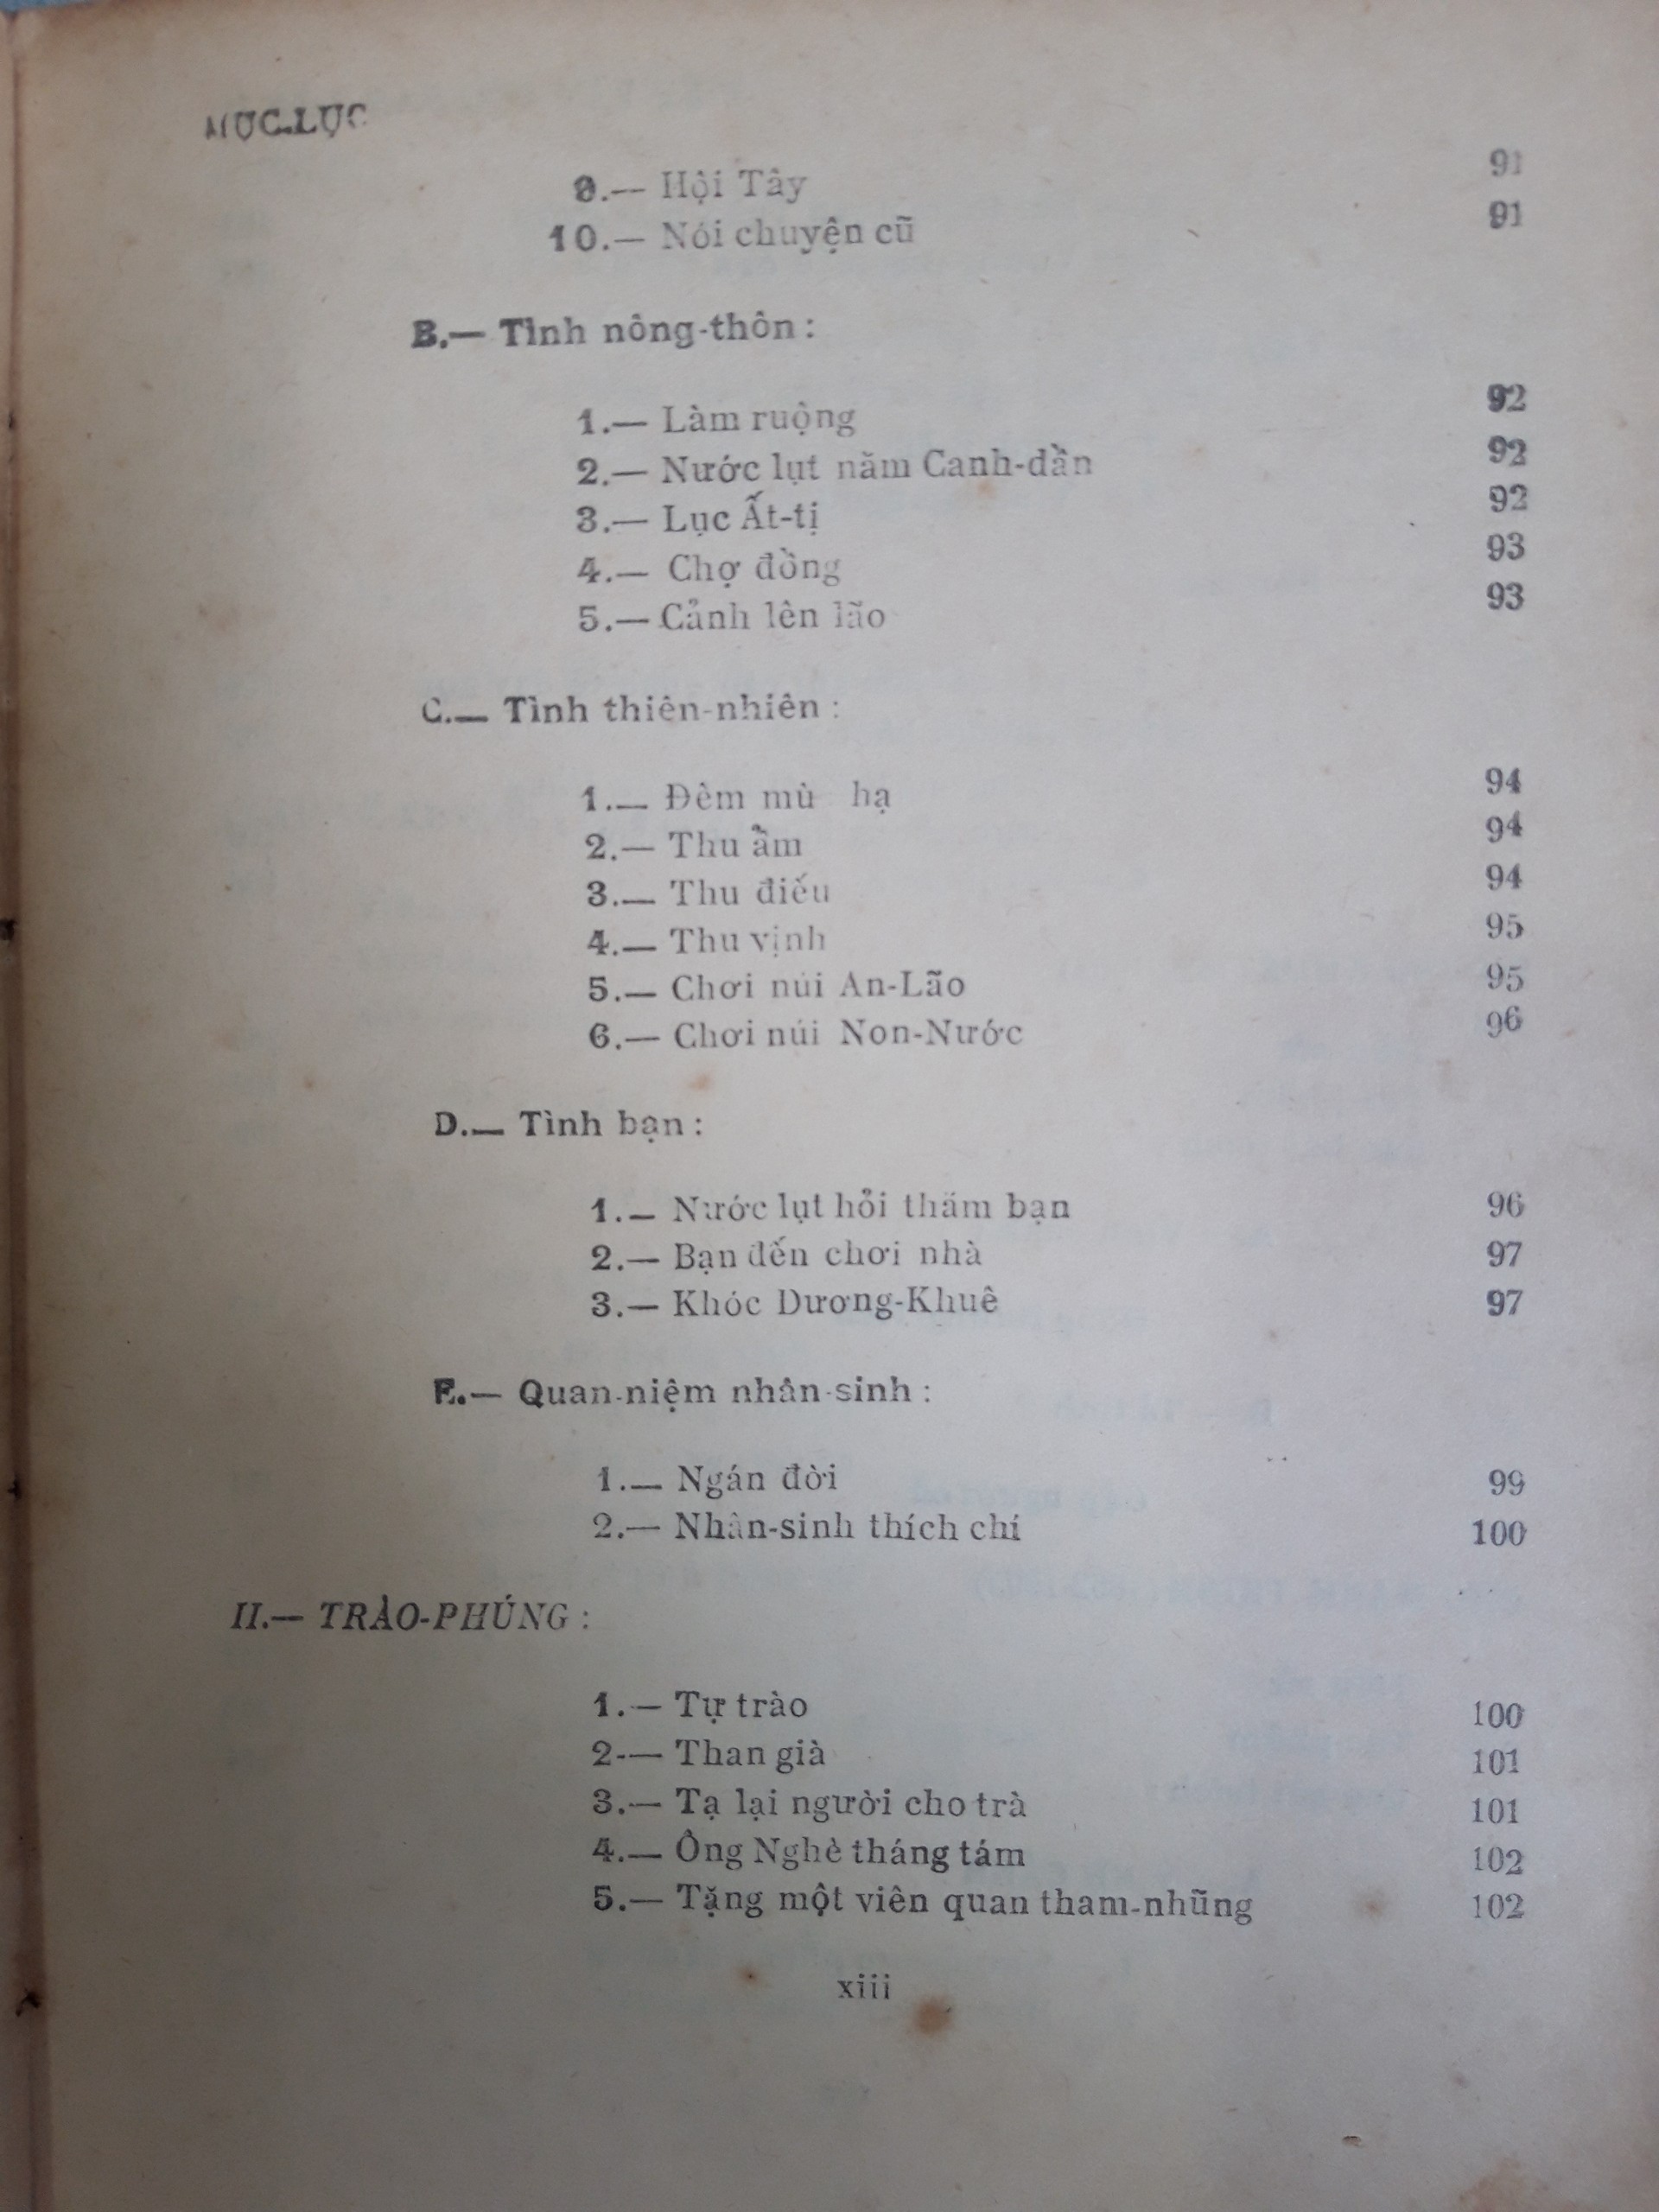 MỤC-LỤC
9.— Hội Tây 91
10.— Nói chuyện cũ 91
B.— Tình nông-thôn :
1.— Làm ruộng 92
2.— Nước lụt năm Canh-dần 92
3.— Lục Ất-tị 92
4.— Chợ đồng 93
5.— Cảnh lên lão 93
C.— Tình thiên-nhiên :
1.— Đêm mù hạ 94
2.— Thu ẩm 94
3.— Thu điếu 94
4.— Thu vịnh 95
5.— Chơi núi An-Lão 95
6.— Chơi núi Non-Nước 96
D.— Tình bạn :
1.— Nước lụt hỏi thăm bạn 96
2.— Bạn đến chơi nhà 97
3.— Khóc Dương-Khuê 97
E.— Quan-niệm nhân-sinh :
1.— Ngán đời 99
2.— Nhân-sinh thích chí 100
II.— TRÀO-PHÚNG :
1.— Tự trào 100
2-— Than già 101
3.— Tạ lại người cho trà 101
4.— Ông Nghè tháng tám 102
5.— Tặng một viên quan tham-nhũng 102
xiii